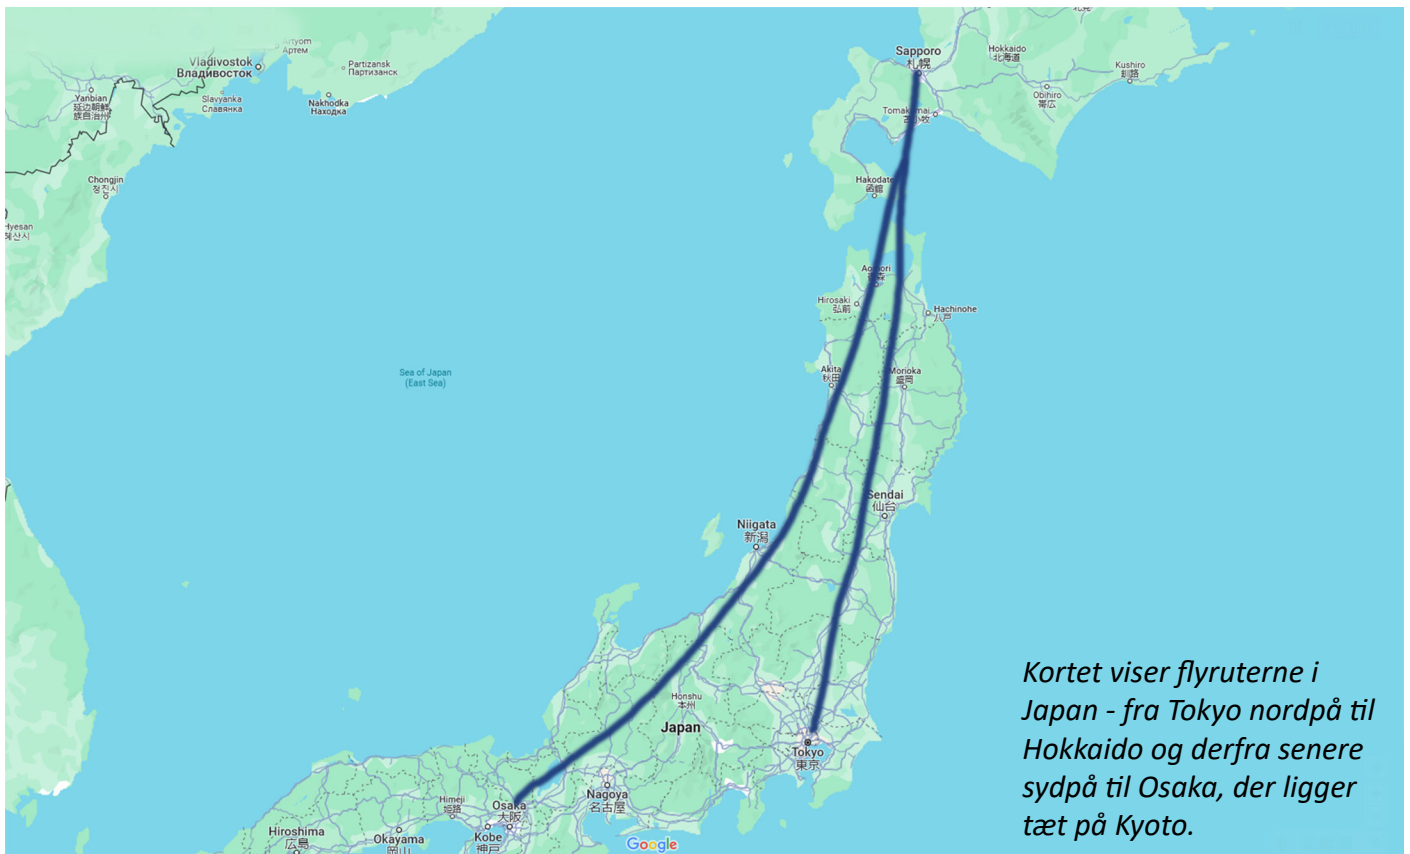 Artyom
Артем
Vladivostok
Владивосток
Partizansk
Партизанск
Yanbian
延边朝鲜
族自治州
Slavyanka
Славянка
Nakhodka
Находка
Chongjin
청진시
Hyesan
혜산시
Sapporo
札幌
Hokkaido
北海道
Kushiro
釧路
Obihiro
帯広
Hakodate
函館
Hirosaki
弘前
Hachinohe
八戸
Sea of Japan
(East Sea)
Akita
秋田
Morioka
盛岡
Sendai
仙台
Niigata
新潟
Honshu
本州
Japan
Tokyo
東京
Nagoya
名古屋
Himeji
姫路
Osaka
大阪
Kobe
神戸
Okayama
岡山
Hiroshima
広島
Google
Kortet viser flyruterne i
Japan - fra Tokyo nordpå til
Hokkaido og derfra senere
sydpå til Osaka, der ligger
tæt på Kyoto.